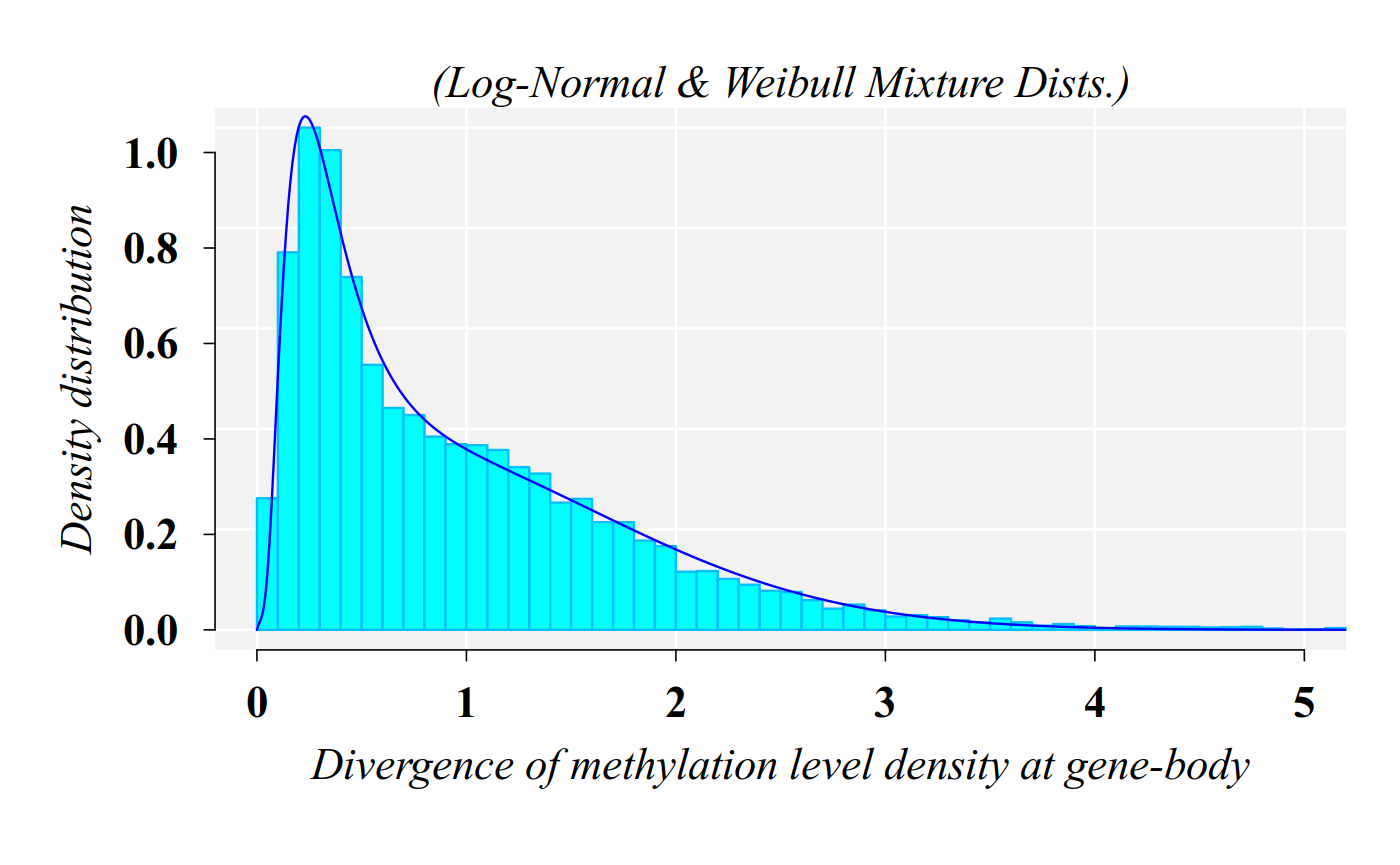 (Log-Normal & Weibull Mixture Dists.)
Density distribution
1.0
0.8
0.6
0.4
0.2
0.0
0 1 2 3 4 5
Divergence of methylation level density at gene-body